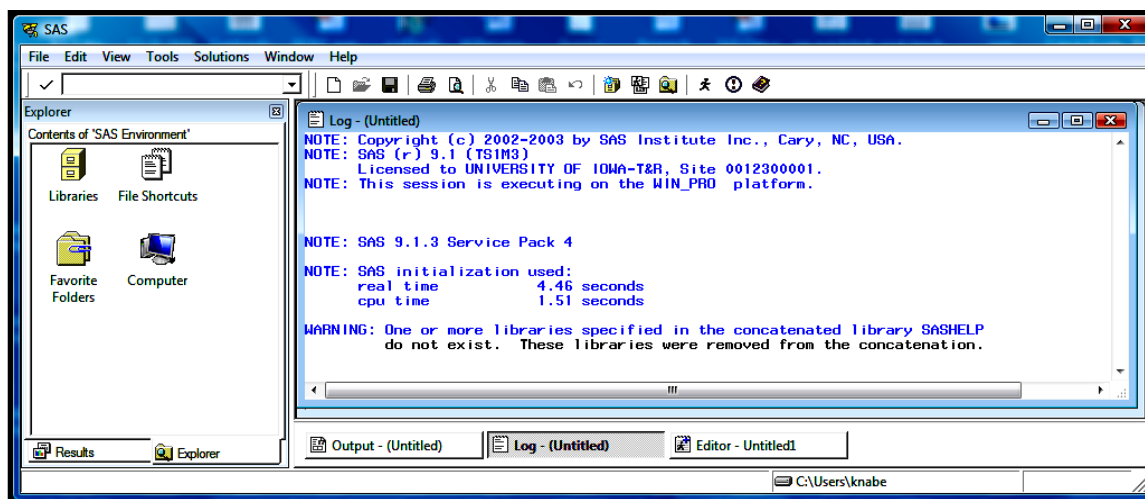 SAS
File Edit View Tools Solutions Window Help
Explorer
Contents of 'SAS Environment'
Libraries File Shortcuts
Favorite Folders Computer
Results Explorer
Log - (Untitled)
NOTE: Copyright (c) 2002-2003 by SAS Institute Inc., Cary, NC, USA.
NOTE: SAS (r) 9.1 (TS1M3)
Licensed to UNIVERSITY OF IOWA-T&R, Site 0012300001.
NOTE: This session is executing on the WIN_PRO platform.
NOTE: SAS 9.1.3 Service Pack 4
NOTE: SAS initialization used:
real time 4.46 seconds
cpu time 1.51 seconds
WARNING: One or more libraries specified in the concatenated library SASHELP
do not exist. These libraries were removed from the concatenation.
Output - (Untitled) Log - (Untitled) Editor - Untitled1
C:\Users\knabe